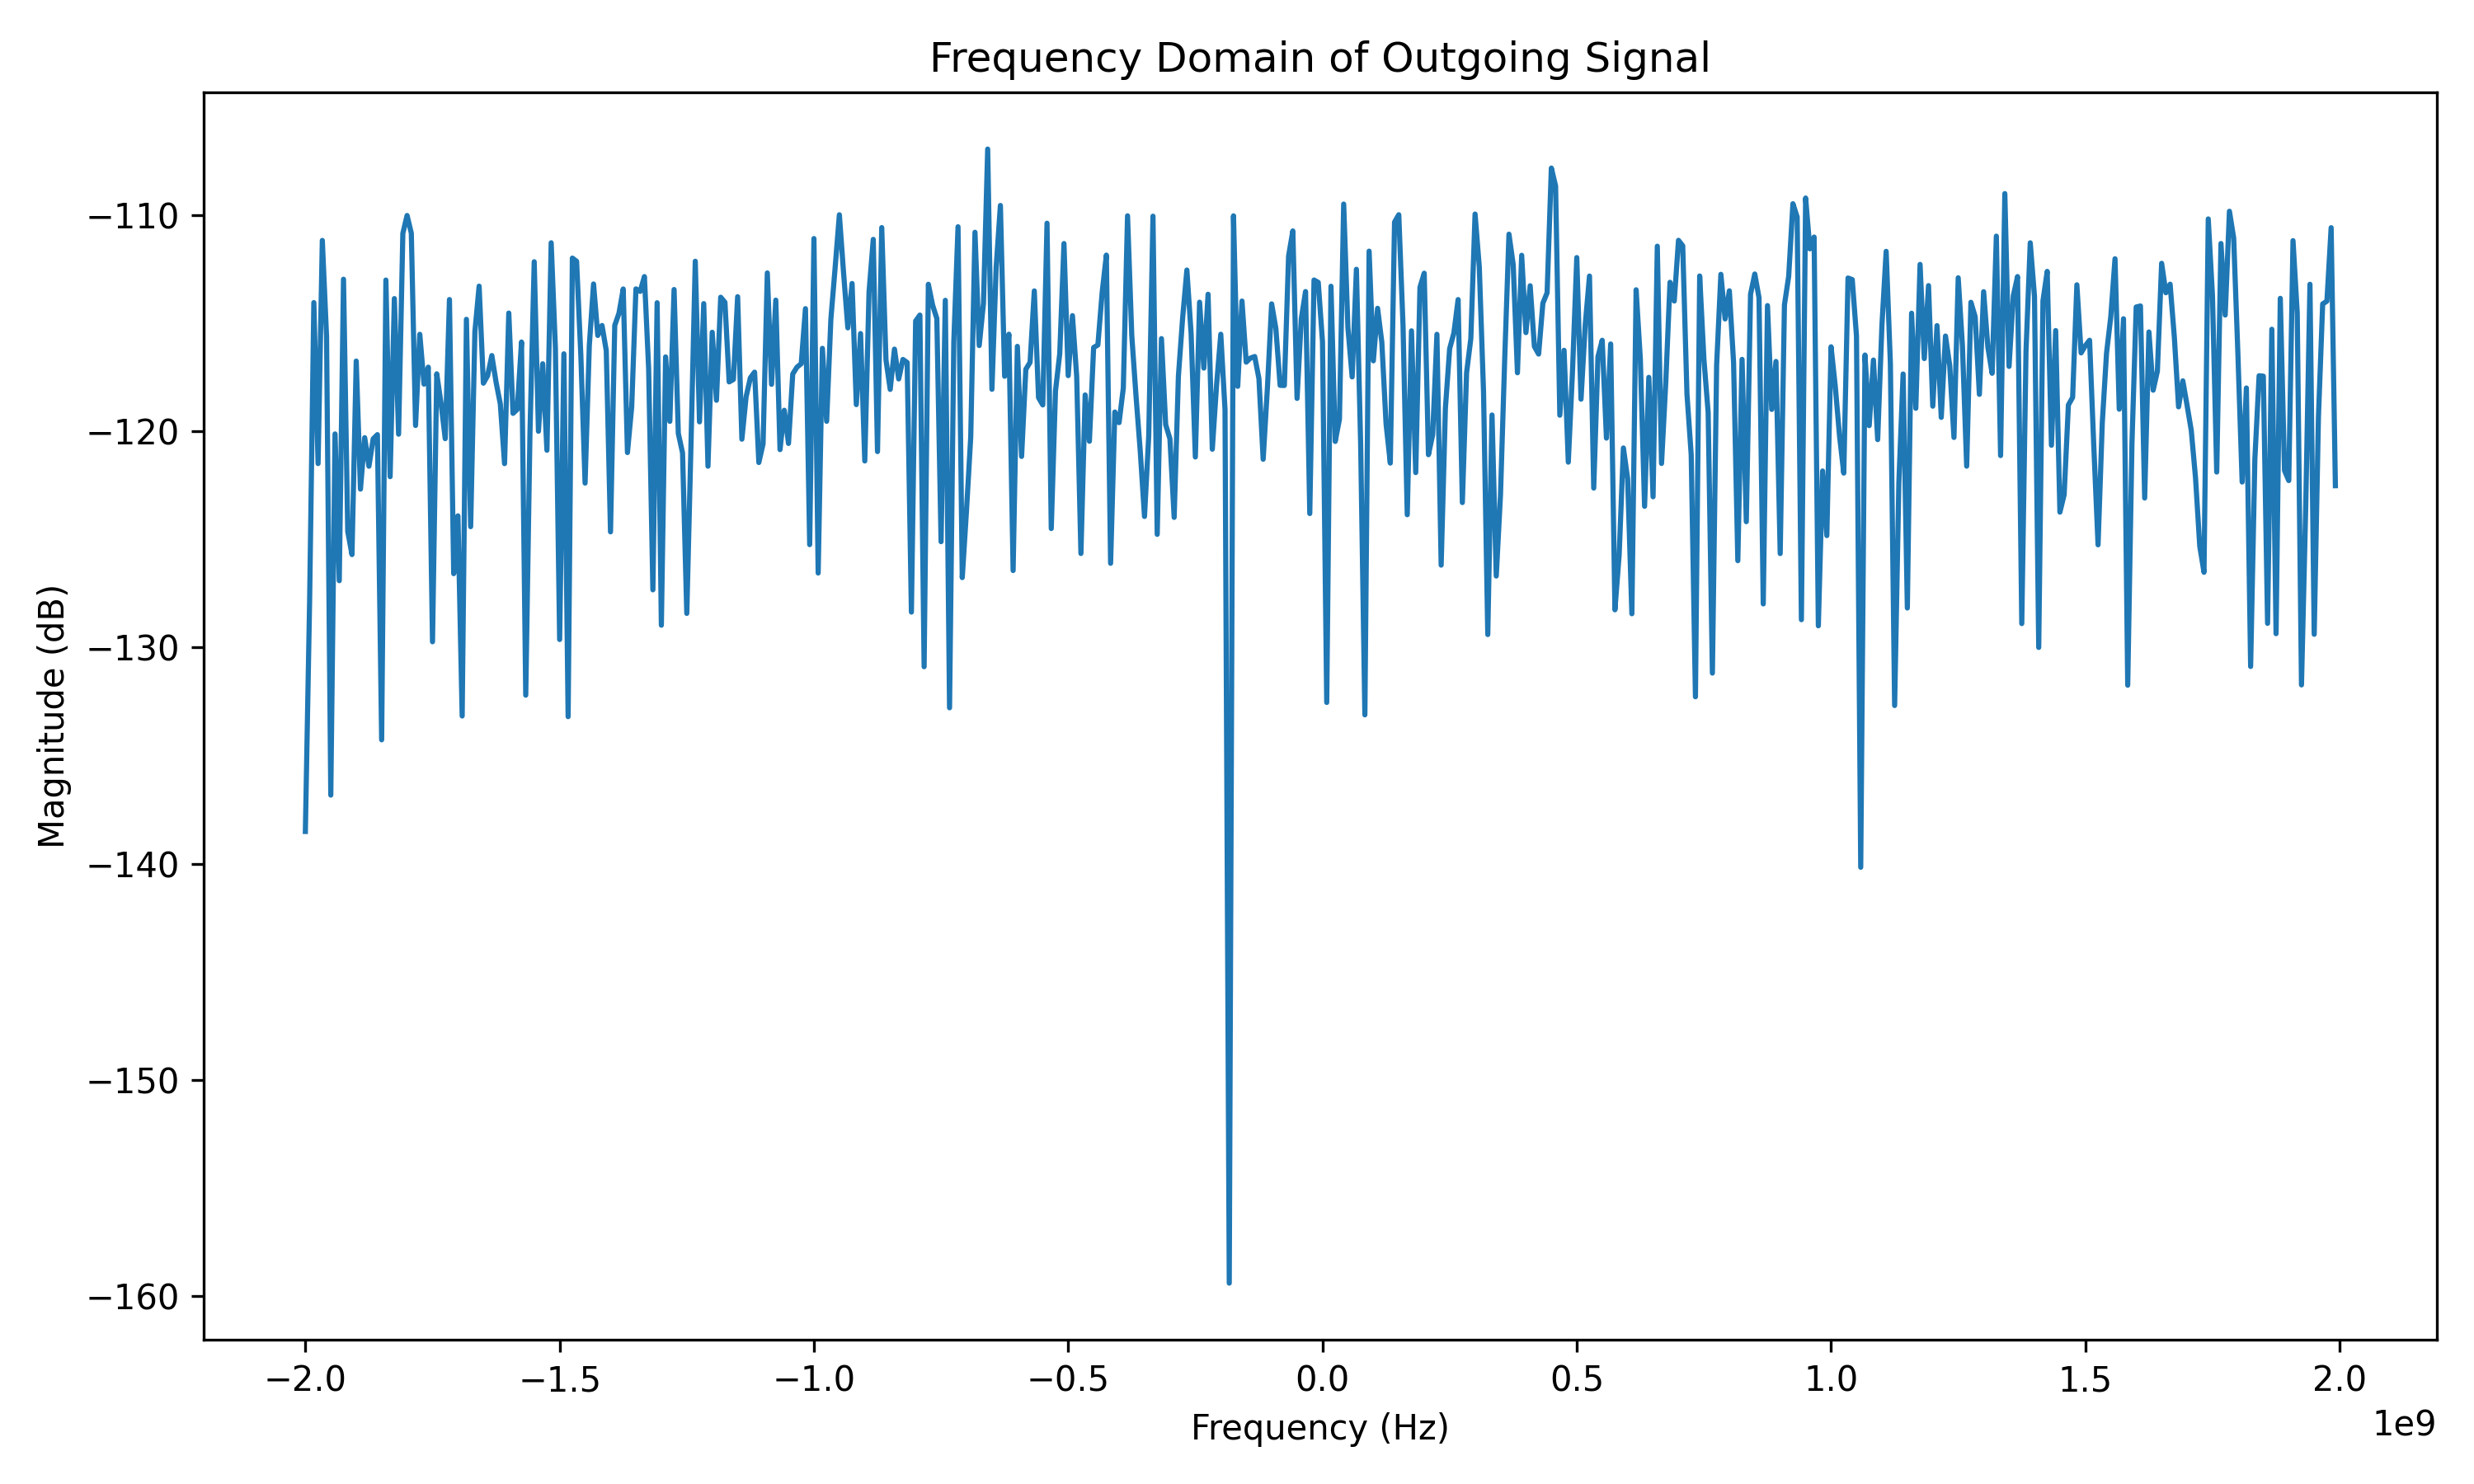 Frequency Domain of Outgoing Signal
Magnitude (dB)
−110
−120
−130
−140
−150
−160
−2.0 −1.5 −1.0 −0.5 0.0 0.5 1.0 1.5 2.0
1e9
Frequency (Hz)